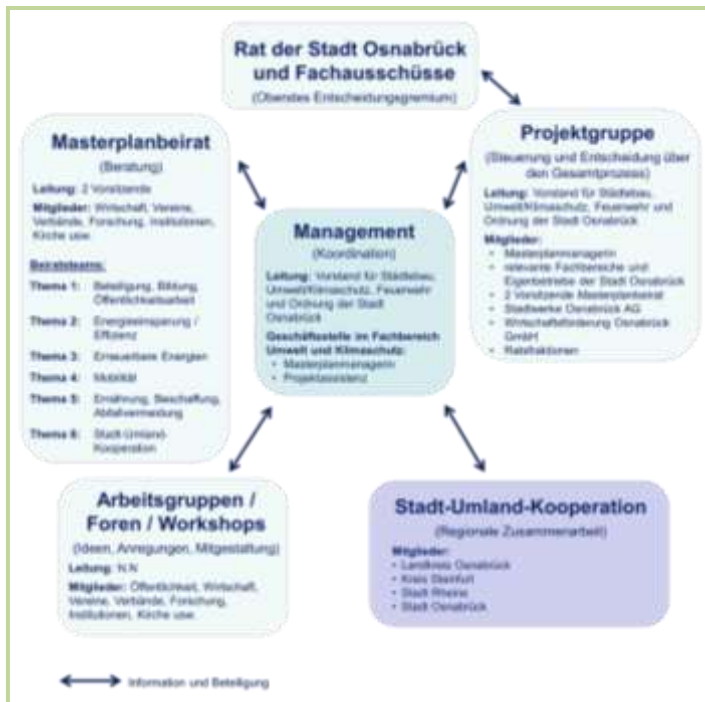 Rat der Stadt Osnabrück
und Fachausschüsse
(Oberstes Entscheidungsgremium)
Masterplanbeirat
(Beratung)
Leitung: 2 Vorsitzende
Mitglieder: Wirtschaft, Vereine,
Verbände, Forschung, Institutionen,
Kirche usw.
Beiratsteams:
Thema 1: Beteiligung, Bildung,
Öffentlichkeitsarbeit
Thema 2: Energieeinsparung /
Effizienz
Thema 3: Erneuerbare Energien
Thema 4: Mobilität
Thema 5: Ernährung, Beschaffung,
Abfallvermeidung
Thema 6: Stadt-Umland-
Kooperation
Management
(Koordination)
Leitung: Vorstand für Städtebau,
Umwelt/Klimaschutz, Feuerwehr
und Ordnung der Stadt
Osnabrück
Geschäftsstelle im Fachbereich
Umwelt und Klimaschutz:
• Masterplanmanagerin
• Projektassistenz
Projektgruppe
(Steuerung und Entscheidung über
den Gesamtprozess)
Leitung: Vorstand für Städtebau,
Umwelt/Klimaschutz, Feuerwehr und
Ordnung der Stadt Osnabrück
Mitglieder:
• Masterplanmanagerin
• relevante Fachbereiche und
Eigenbetriebe der Stadt Osnabrück
• 2 Vorsitzende Masterplanbeirat
• Stadtwerke Osnabrück AG
• Wirtschaftsförderung Osnabrück
GmbH
• Ratsfraktionen
Arbeitsgruppen /
Foren / Workshops
(Ideen, Anregungen, Mitgestaltung)
Leitung: N.N
Mitglieder: Öffentlichkeit, Wirtschaft,
Vereine, Verbände, Forschung,
Institutionen, Kirche usw.
Stadt-Umland-Kooperation
(Regionale Zusammenarbeit)
Mitglieder:
• Landkreis Osnabrück
• Kreis Steinfurt
• Stadt Rheine
• Stadt Osnabrück
Information und Beteiligung